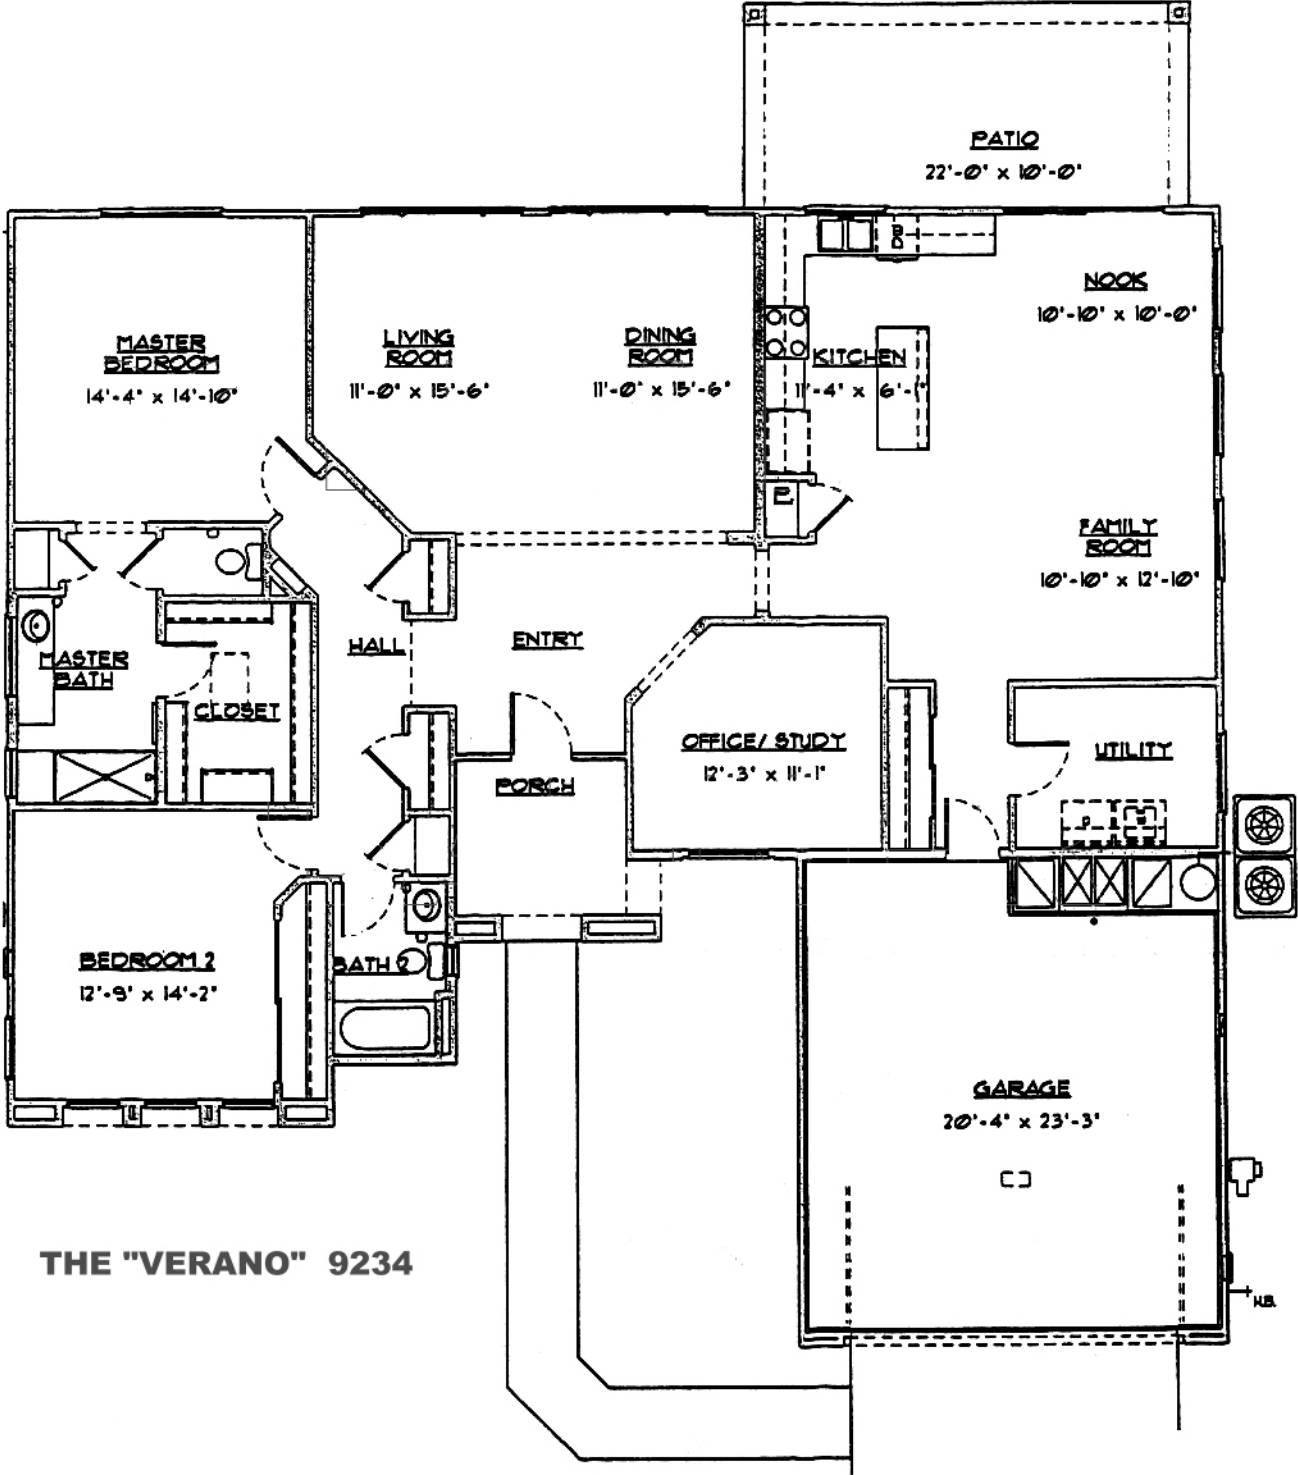 PATIO
22'-0" x 10'-0"
NOOK
10'-10" x 10'-0"
MASTER
BEDROOM
14'-4" x 14'-10"
LIVING
ROOM
11'-0" x 15'-6"
DINING
ROOM
11'-0" x 15'-6"
KITCHEN
11'-4" x 6'-1"
P
FAMILY
ROOM
10'-10" x 12'-10"
HALL
ENTRY
MASTER
BATH
CLOSET
OFFICE/ STUDY
12'-3" x 11'-1"
UTILITY
PORCH
D
BEDROOM 2
12'-9" x 14'-2"
BATH 2
GARAGE
20'-4" x 23'-3"
THE "VERANO" 9234
H.B.